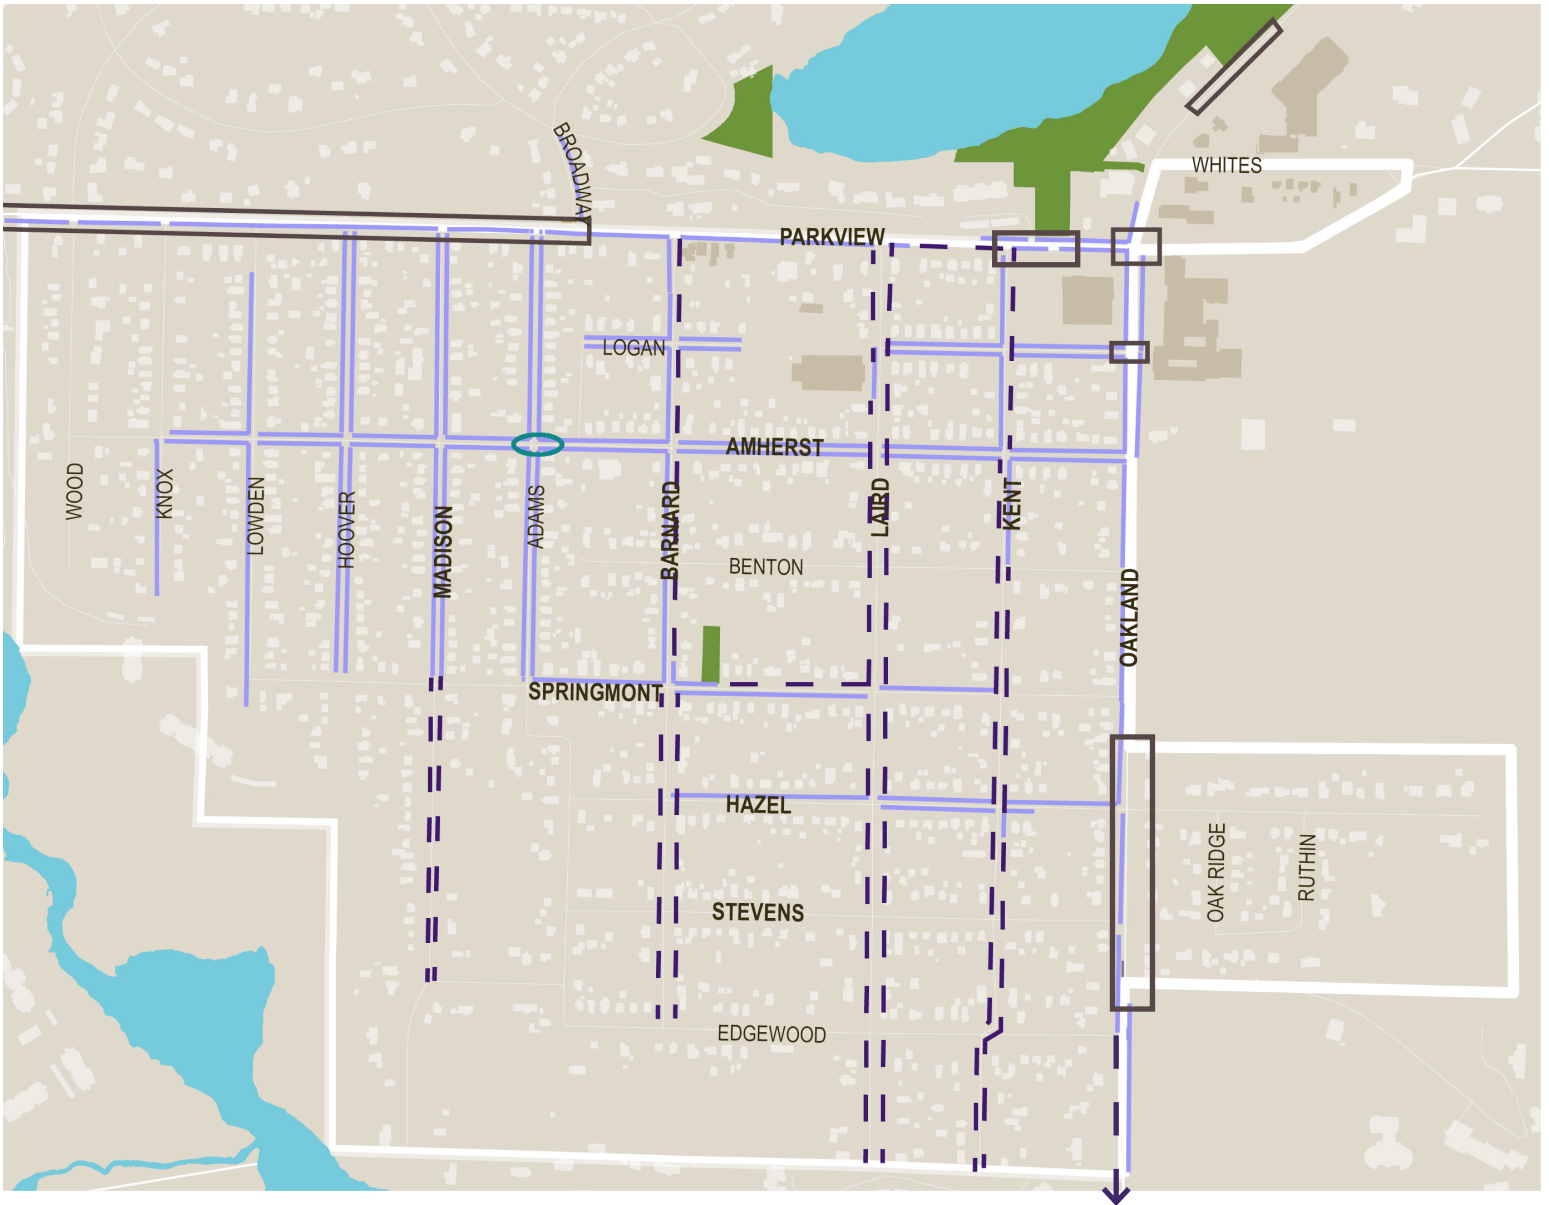 BROADWAY
WHITES
PARKVIEW
LOGAN
AMHERST
WOOD
KNOX
LOWDEN
HOOVER
MADISON
ADAMS
BARNARD
LAIRD
KENT
BENTON
OAKLAND
SPRINGMONT
HAZEL
OAK RIDGE
RUTHIN
STEVENS
EDGEWOOD